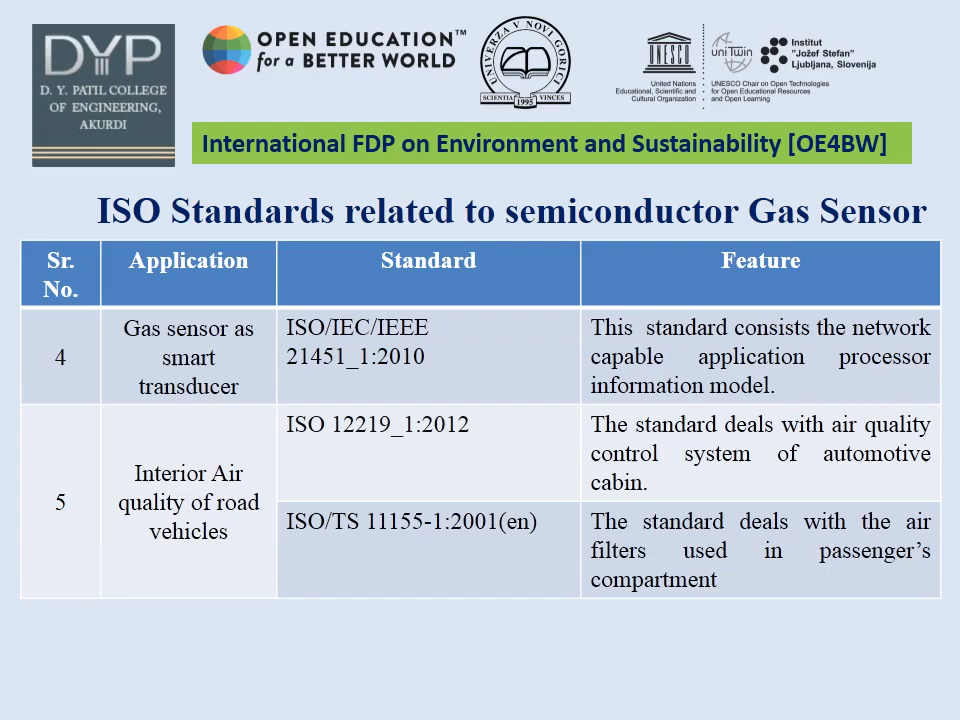 DYP
D. Y. PATIL COLLEGE
OF ENGINEERING,
AKURDI
OPEN EDUCATION™
for a BETTER WORLD
UNIVERZA V NOVI GORICI
SCIENTIA VINCES
1995
UNESCO
United Nations
Educational, Scientific and
Cultural Organization
uniTwin
UNESCO Chair on Open Technologies
for Open Educational Resources
and Open Learning
Institut
"Jožef Stefan"
Ljubljana, Slovenija
International FDP on Environment and Sustainability [OE4BW]
ISO Standards related to semiconductor Gas Sensor
Sr.
No.
Application
Standard
Feature
4
Gas sensor as
smart
transducer
ISO/IEC/IEEE
21451_1:2010
This standard consists the network
capable application processor
information model.
5
Interior Air
quality of road
vehicles
ISO 12219_1:2012
The standard deals with air quality
control system of automotive
cabin.
ISO/TS 11155-1:2001(en)
The standard deals with the air
filters used in passenger’s
compartment